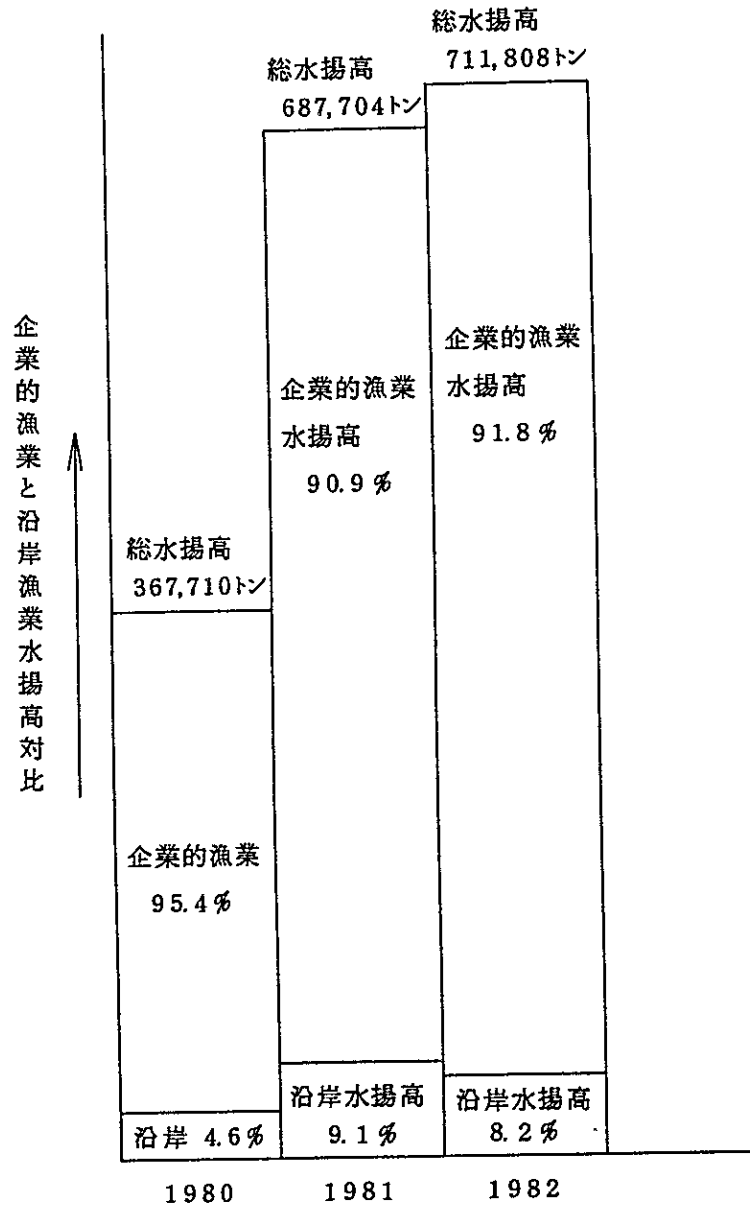 総水揚高
711,808トン
総水揚高
687,704トン
企業的漁業と沿岸漁業水揚高対比
企業的漁業
水揚高
91.8%
企業的漁業
水揚高
90.9%
総水揚高
367,710トン
企業的漁業
95.4%
沿岸 4.6%
沿岸水揚高
9.1%
沿岸水揚高
8.2%
1980
1981
1982